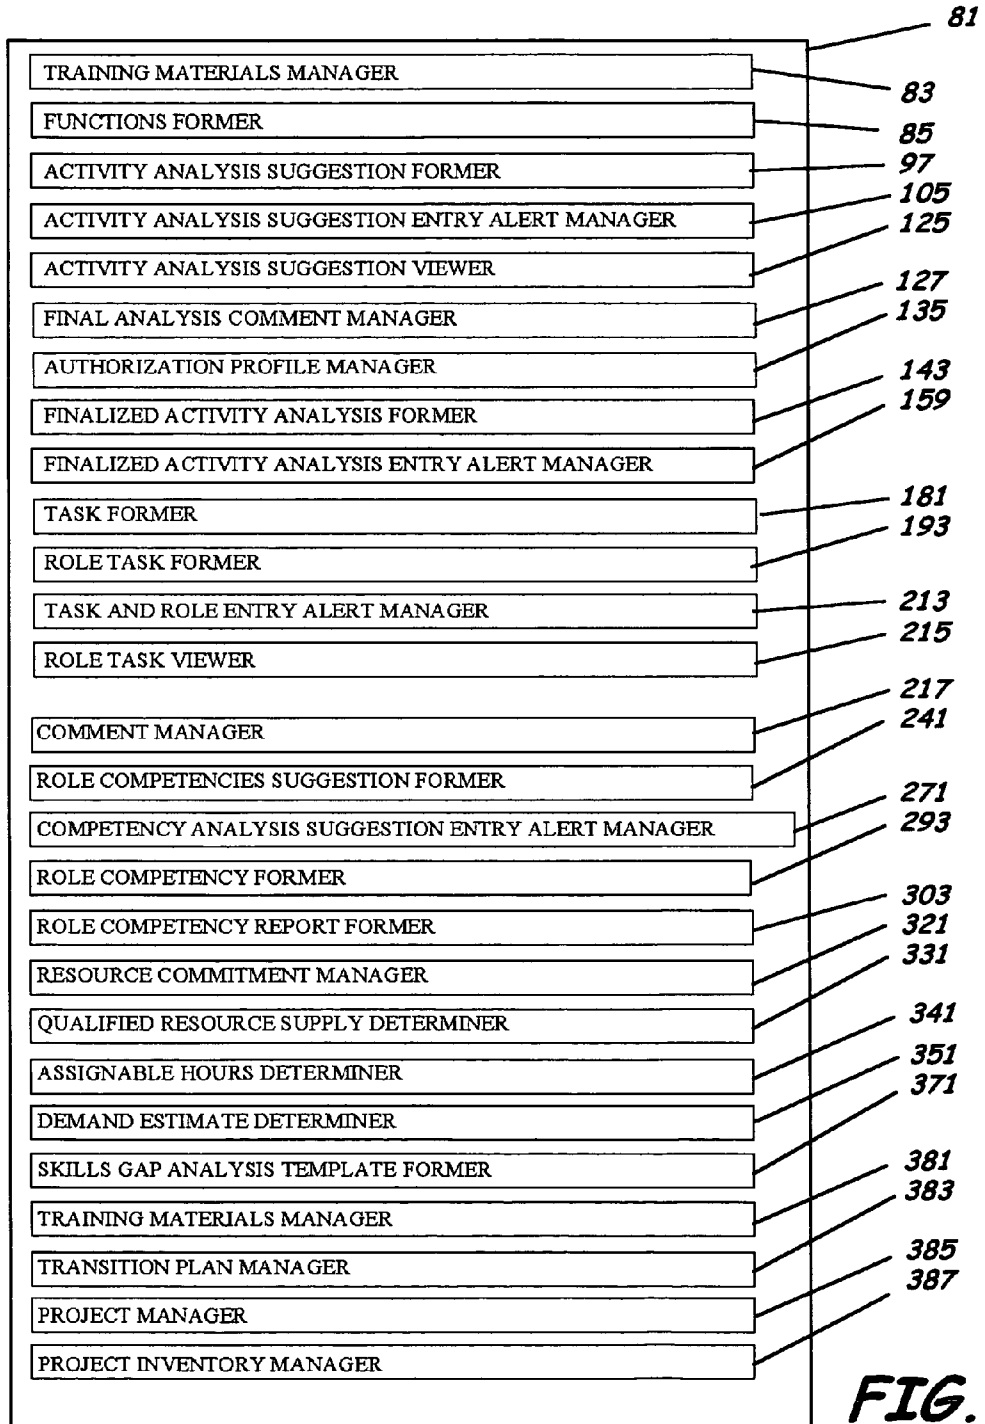 81
TRAINING MATERIALS MANAGER 83
FUNCTIONS FORMER 85
ACTIVITY ANALYSIS SUGGESTION FORMER 97
ACTIVITY ANALYSIS SUGGESTION ENTRY ALERT MANAGER 105
ACTIVITY ANALYSIS SUGGESTION VIEWER 125
FINAL ANALYSIS COMMENT MANAGER 127
AUTHORIZATION PROFILE MANAGER 135
FINALIZED ACTIVITY ANALYSIS FORMER 143
FINALIZED ACTIVITY ANALYSIS ENTRY ALERT MANAGER 159
TASK FORMER 181
ROLE TASK FORMER 193
TASK AND ROLE ENTRY ALERT MANAGER 213
ROLE TASK VIEWER 215
COMMENT MANAGER 217
ROLE COMPETENCIES SUGGESTION FORMER 241
COMPETENCY ANALYSIS SUGGESTION ENTRY ALERT MANAGER 271
ROLE COMPETENCY FORMER 293
ROLE COMPETENCY REPORT FORMER 303
RESOURCE COMMITMENT MANAGER 321
QUALIFIED RESOURCE SUPPLY DETERMINER 331
ASSIGNABLE HOURS DETERMINER 341
DEMAND ESTIMATE DETERMINER 351
SKILLS GAP ANALYSIS TEMPLATE FORMER 371
TRAINING MATERIALS MANAGER 381
TRANSITION PLAN MANAGER 383
PROJECT MANAGER 385
PROJECT INVENTORY MANAGER 387
FIG.